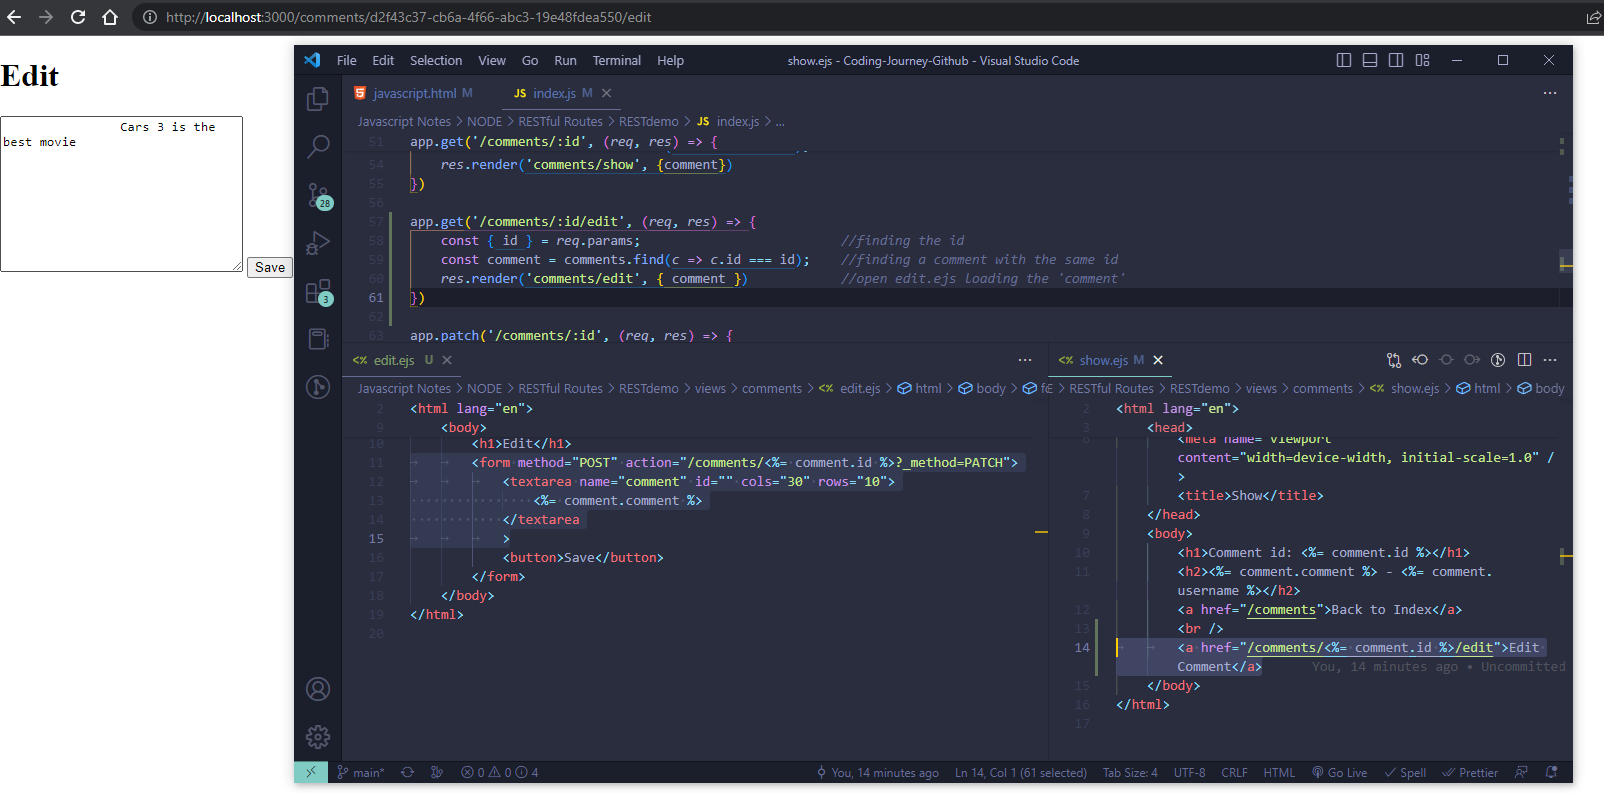 http://localhost:3000/comments/d2f43c37-cb6a-4f66-abc3-19e48fdea550/edit
Edit
Cars 3 is the
best movie
Save
File Edit Selection View Go Run Terminal Help
show.ejs - Coding-Journey-Github - Visual Studio Code
javascript.html M
JS index.js M
Javascript Notes > NODE > RESTful Routes > RESTdemo > JS index.js > ...
51 app.get('/comments/:id', (req, res) => {
54 res.render('comments/show', {comment})
55 })
56
57 app.get('/comments/:id/edit', (req, res) => {
58 const { id } = req.params; //finding the id
59 const comment = comments.find(c => c.id === id); //finding a comment with the same id
60 res.render('comments/edit', { comment }) //open edit.ejs loading the 'comment'
61 })
62
63 app.patch('/comments/:id', (req, res) => {
28
3
<% edit.ejs U
Javascript Notes > NODE > RESTful Routes > RESTdemo > views > comments > <% edit.ejs > html > body > f
2 <html lang="en">
9 <body>
10 <h1>Edit</h1>
11 <form method="POST" action="/comments/<%= comment.id %>?_method=PATCH">
12 <textarea name="comment" id="" cols="30" rows="10">
13 <%= comment.comment %>
14 </textarea
15 >
16 <button>Save</button>
17 </form>
18 </body>
19 </html>
20
<% show.ejs M
> RESTful Routes > RESTdemo > views > comments > <% show.ejs > html > body
2 <html lang="en">
3 <head>
6 <meta name="viewport"
content="width=device-width, initial-scale=1.0" /
>
7 <title>Show</title>
8 </head>
9 <body>
10 <h1>Comment id: <%= comment.id %></h1>
11 <h2><%= comment.comment %> - <%= comment.
username %></h2>
12 <a href="/comments">Back to Index</a>
13 <br />
14 <a href="/comments/<%= comment.id %>/edit">Edit
Comment</a> You, 14 minutes ago • Uncommitted
15 </body>
16 </html>
17
main* 0 0 4 You, 14 minutes ago Ln 14, Col 1 (61 selected) Tab Size: 4 UTF-8 CRLF HTML Go Live Spell Prettier